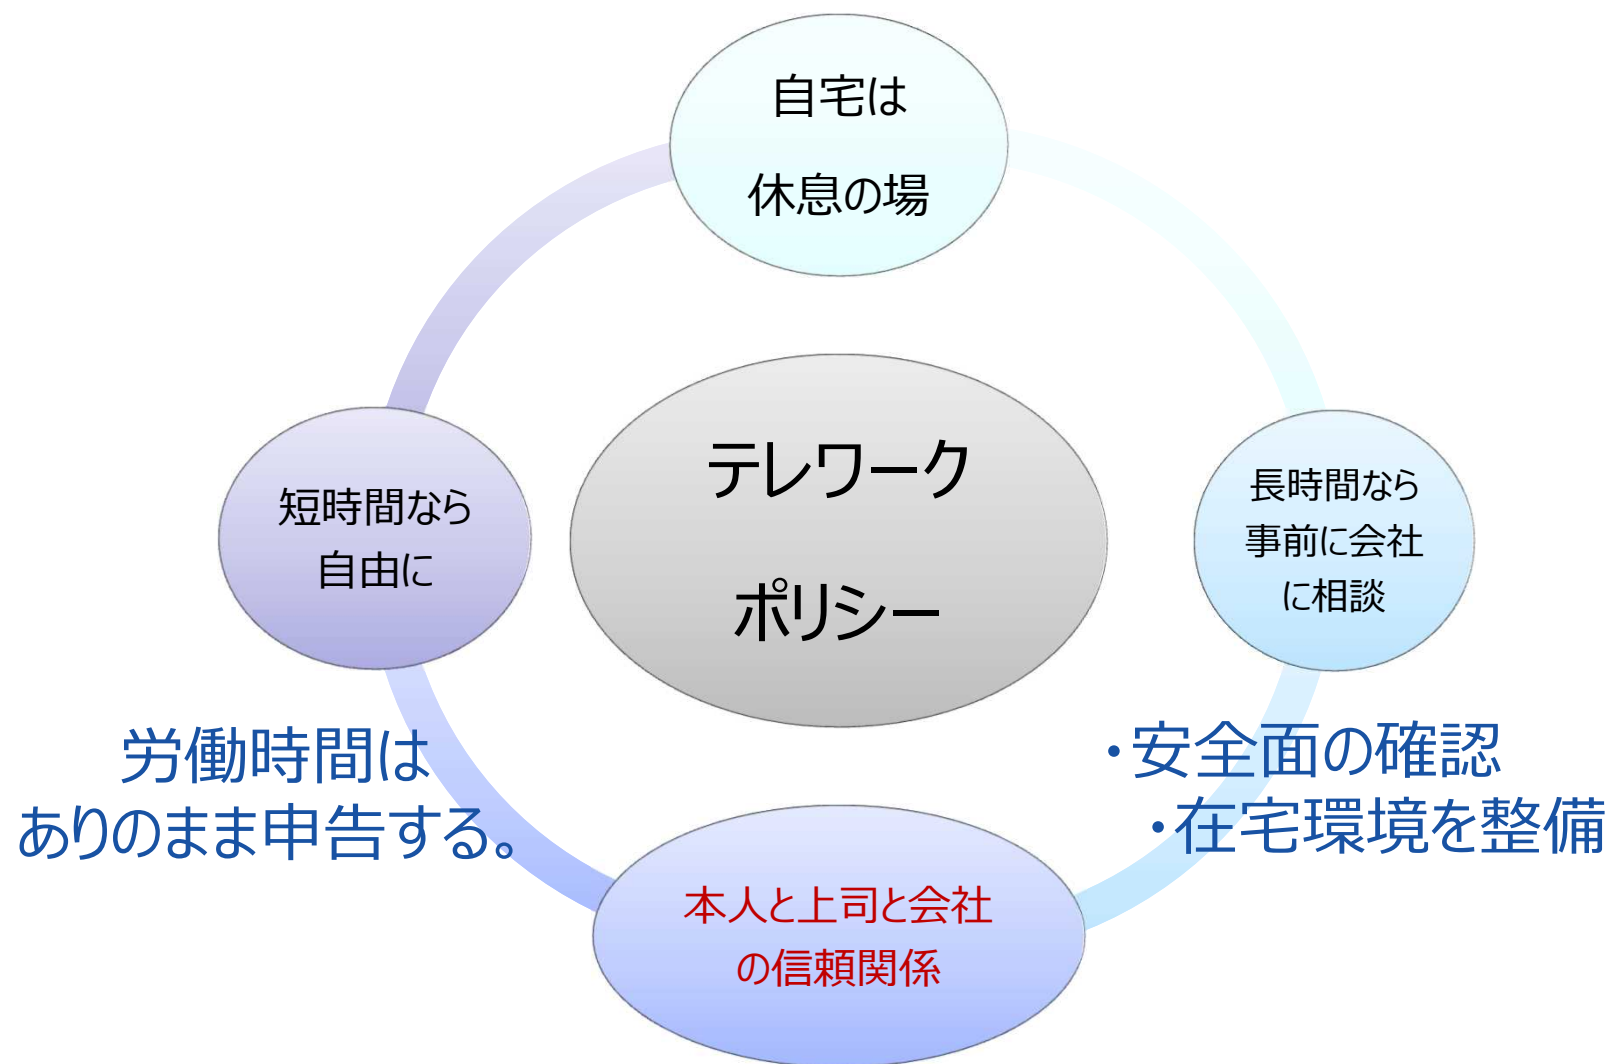 自宅は
休息の場
テレワーク
ポリシー
短時間なら
自由に
長時間なら
事前に会社
に相談
労働時間は
ありのまま申告する。
・安全面の確認
・在宅環境を整備
本人と上司と会社
の信頼関係